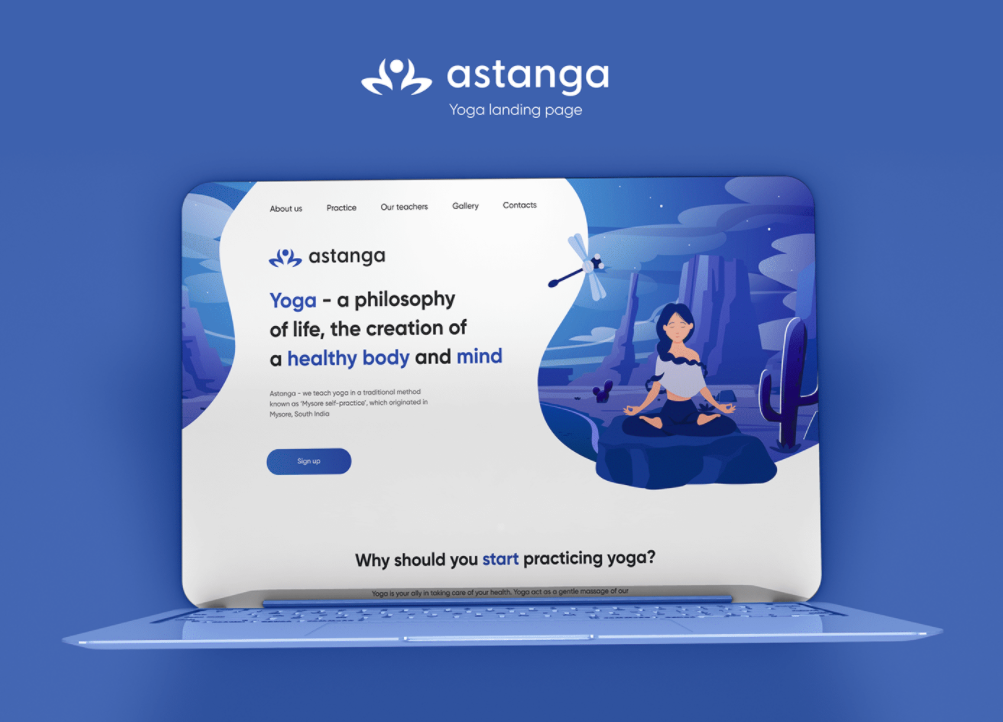 astanga
Yoga landing page
About us Practice Our teachers Gallery Contacts
astanga
Yoga - a philosophy
of life, the creation of
a healthy body and mind
Astanga - we teach yoga in a traditional method
known as 'Mysore self-practice', which originated in
Mysore, South India
Sign up
Why should you start practicing yoga?
Yoga is your ally in taking care of your health. Yoga act as a gentle massage of our